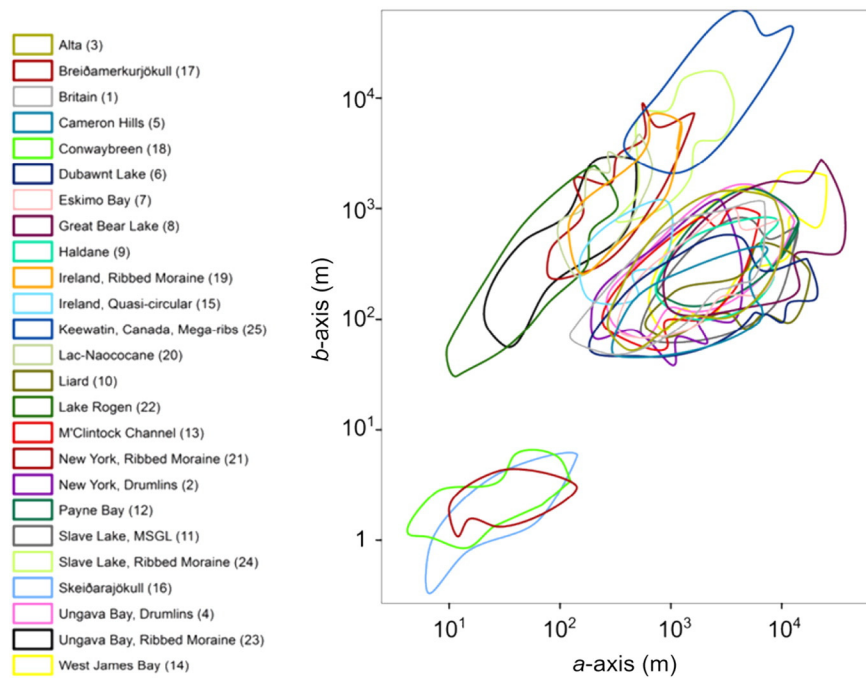 Alta (3)
Breiðamerkurjökull (17)
Britain (1)
Cameron Hills (5)
Conwaybreen (18)
Dubawnt Lake (6)
Eskimo Bay (7)
Great Bear Lake (8)
Haldane (9)
Ireland, Ribbed Moraine (19)
Ireland, Quasi-circular (15)
Keewatin, Canada, Mega-ribs (25)
Lac-Naococane (20)
Liard (10)
Lake Rogen (22)
M'Clintock Channel (13)
New York, Ribbed Moraine (21)
New York, Drumlins (2)
Payne Bay (12)
Slave Lake, MSGL (11)
Slave Lake, Ribbed Moraine (24)
Skeiðarajökull (16)
Ungava Bay, Drumlins (4)
Ungava Bay, Ribbed Moraine (23)
West James Bay (14)
b-axis (m)
10⁴
10³
10²
10¹
1
10¹ 10² 10³ 10⁴
a-axis (m)